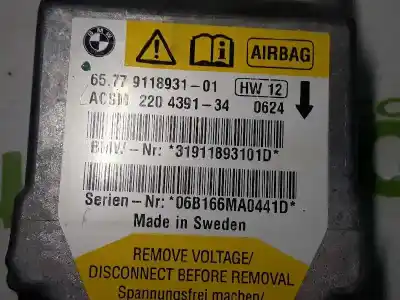 BMW
AIRBAG
65.77 9118931-01 HW 12
ACSM 220 4391-34 0624
BMW-Nr: *31911893101D*
Serien-Nr: *06B166MA0441D*
Made in Sweden
REMOVE VOLTAGE/
DISCONNECT BEFORE REMOVAL
Spannungsfrei machen/